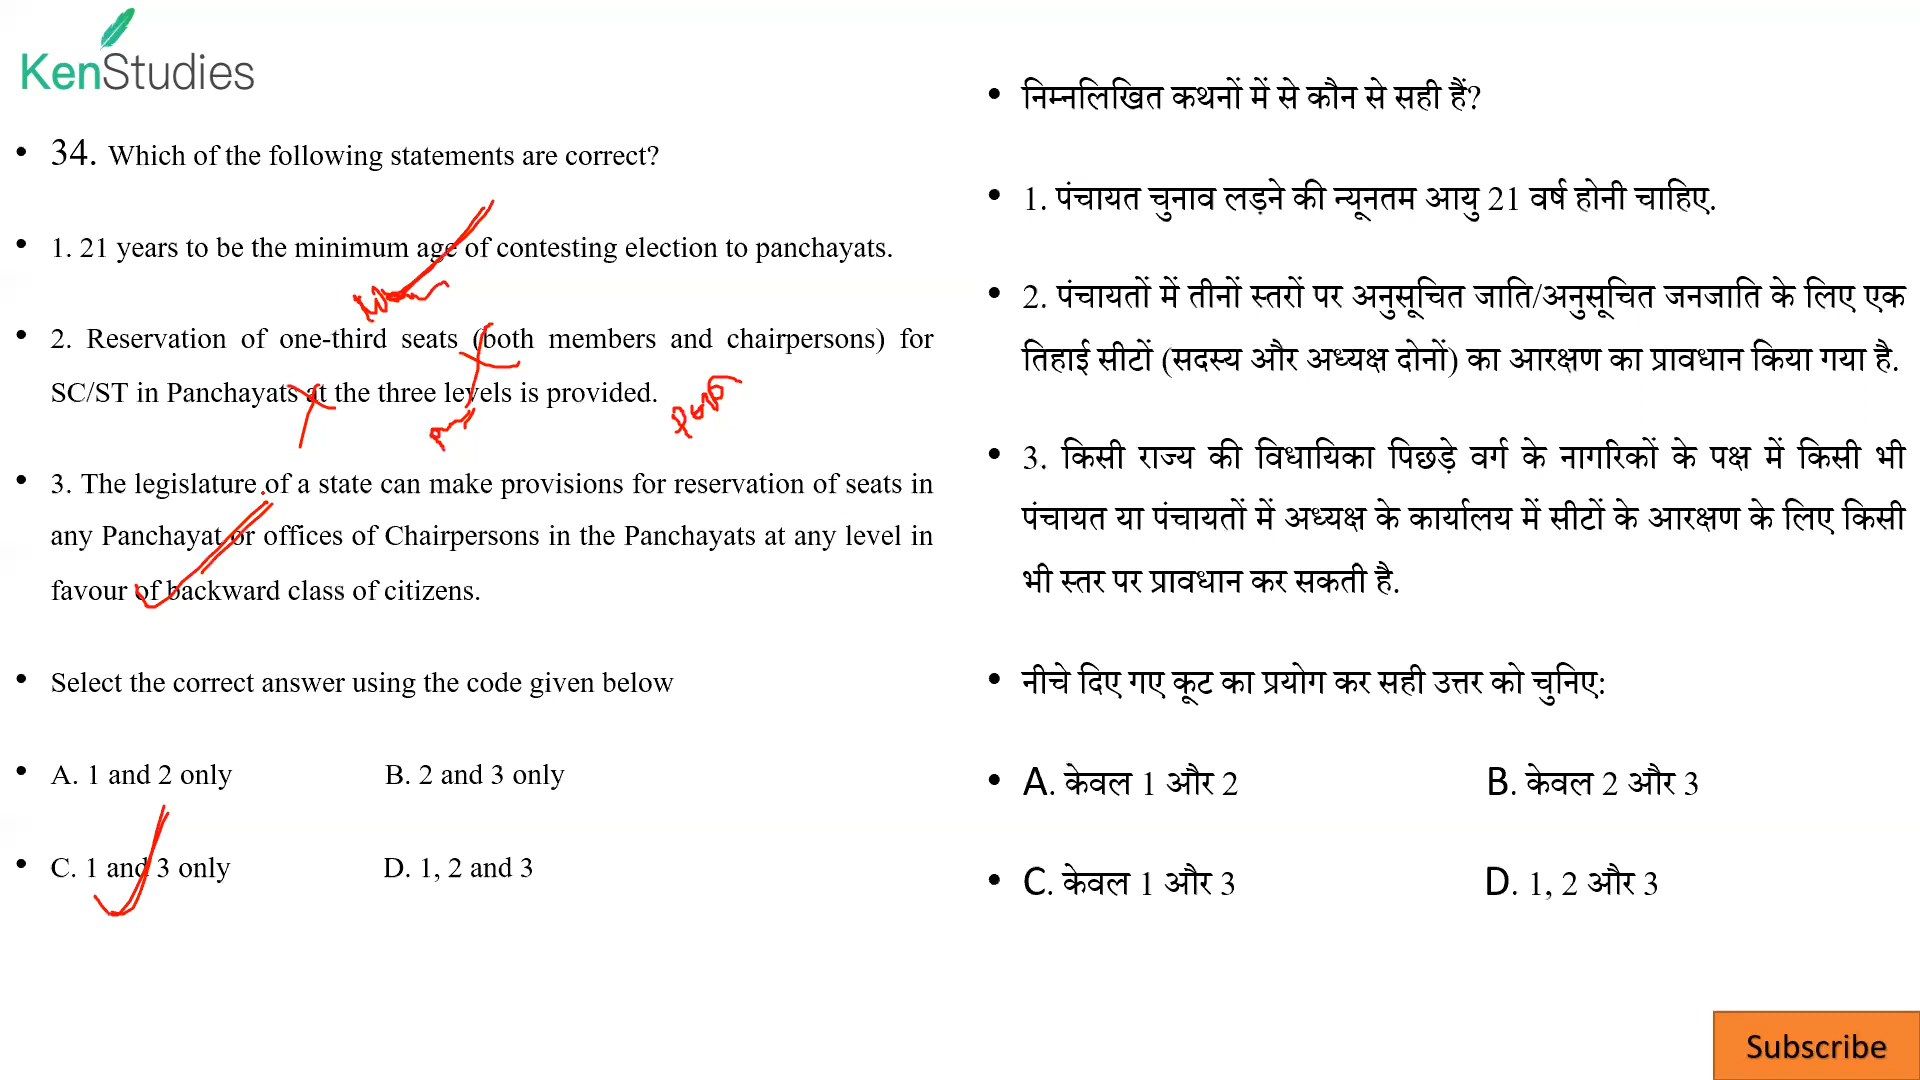 KenStudies
• 34. Which of the following statements are correct?
• 1. 21 years to be the minimum age of contesting election to panchayats.
• 2. Reservation of one-third seats (both members and chairpersons) for
SC/ST in Panchayats at the three levels is provided.
• 3. The legislature of a state can make provisions for reservation of seats in
any Panchayat or offices of Chairpersons in the Panchayats at any level in
favour of backward class of citizens.
• Select the correct answer using the code given below
• A. 1 and 2 only B. 2 and 3 only
• C. 1 and 3 only D. 1, 2 and 3
• निम्नलिखित कथनों में से कौन से सही हैं?
• 1. पंचायत चुनाव लड़ने की न्यूनतम आयु 21 वर्ष होनी चाहिए.
• 2. पंचायतों में तीनों स्तरों पर अनुसूचित जाति/अनुसूचित जनजाति के लिए एक
तिहाई सीटों (सदस्य और अध्यक्ष दोनों) का आरक्षण का प्रावधान किया गया है.
• 3. किसी राज्य की विधायिका पिछड़े वर्ग के नागरिकों के पक्ष में किसी भी
पंचायत या पंचायतों में अध्यक्ष के कार्यालय में सीटों के आरक्षण के लिए किसी
भी स्तर पर प्रावधान कर सकती है.
• नीचे दिए गए कूट का प्रयोग कर सही उत्तर को चुनिए:
• A. केवल 1 और 2 B. केवल 2 और 3
• C. केवल 1 और 3 D. 1, 2 और 3
Subscribe